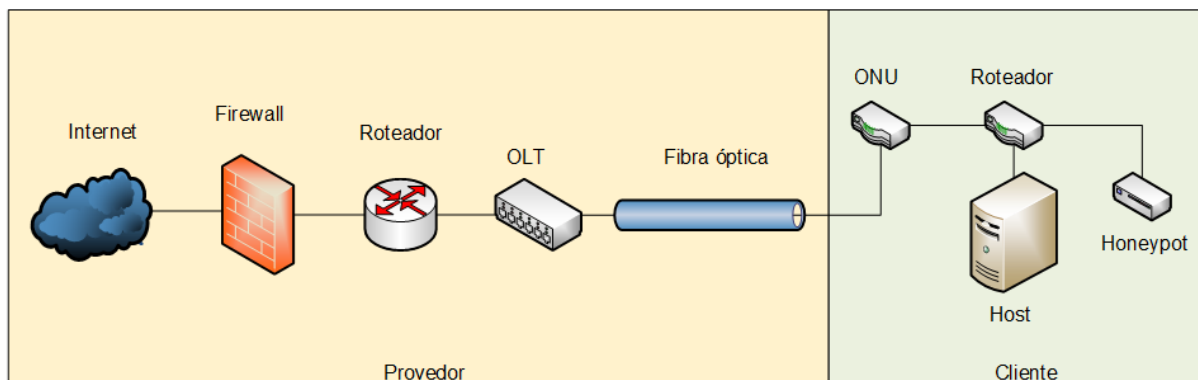 Internet
Firewall
Roteador
OLT
Fibra óptica
ONU
Roteador
Host
Honeypot
Provedor
Cliente